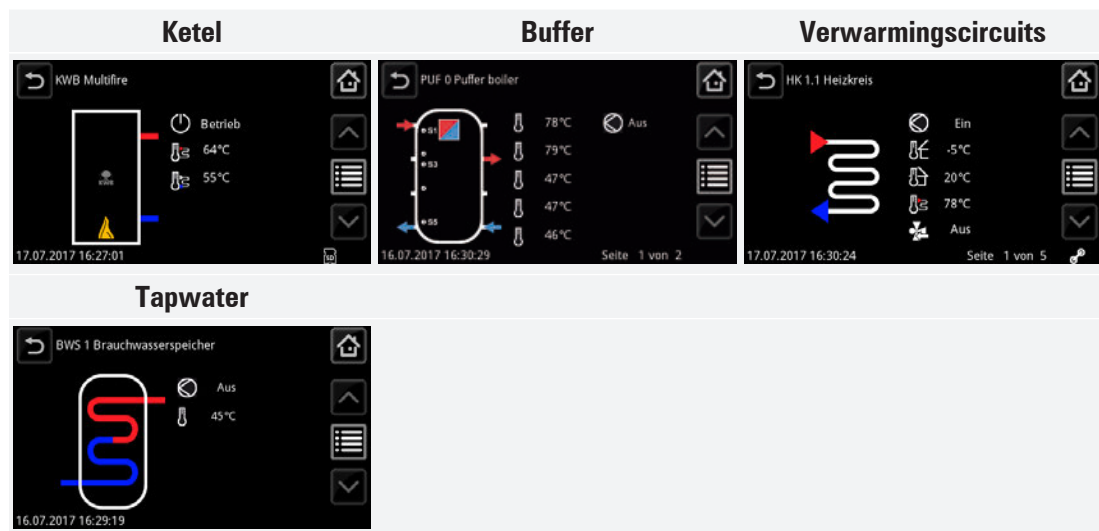 Ketel
Buffer
Verwarmingscircuits
KWB Multifire
Betrieb
64°C
55°C
KWB
17.07.2017 16:27:01
SD
PUF 0 Puffer boiler
S1
S3
S5
78°C
Aus
79°C
47°C
47°C
46°C
16.07.2017 16:30:29
Seite 1 von 2
HK 1.1 Heizkreis
Ein
-5°C
20°C
78°C
Aus
17.07.2017 16:30:24
Seite 1 von 5
Tapwater
BWS 1 Brauchwasserspeicher
Aus
45°C
16.07.2017 16:29:19